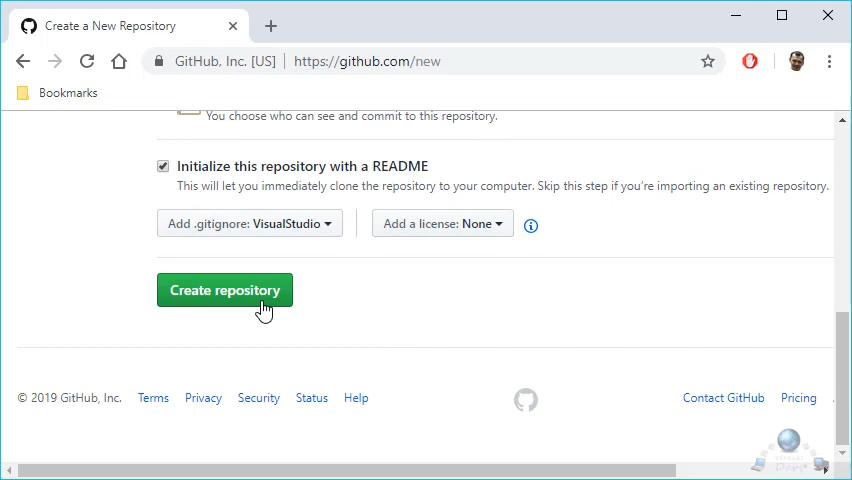 Create a New Repository
GitHub, Inc. [US] | https://github.com/new
Bookmarks
You choose who can see and commit to this repository.
Initialize this repository with a README
This will let you immediately clone the repository to your computer. Skip this step if you're importing an existing repository.
Add .gitignore: VisualStudio
Add a license: None
Create repository
© 2019 GitHub, Inc. Terms Privacy Security Status Help Contact GitHub Pricing